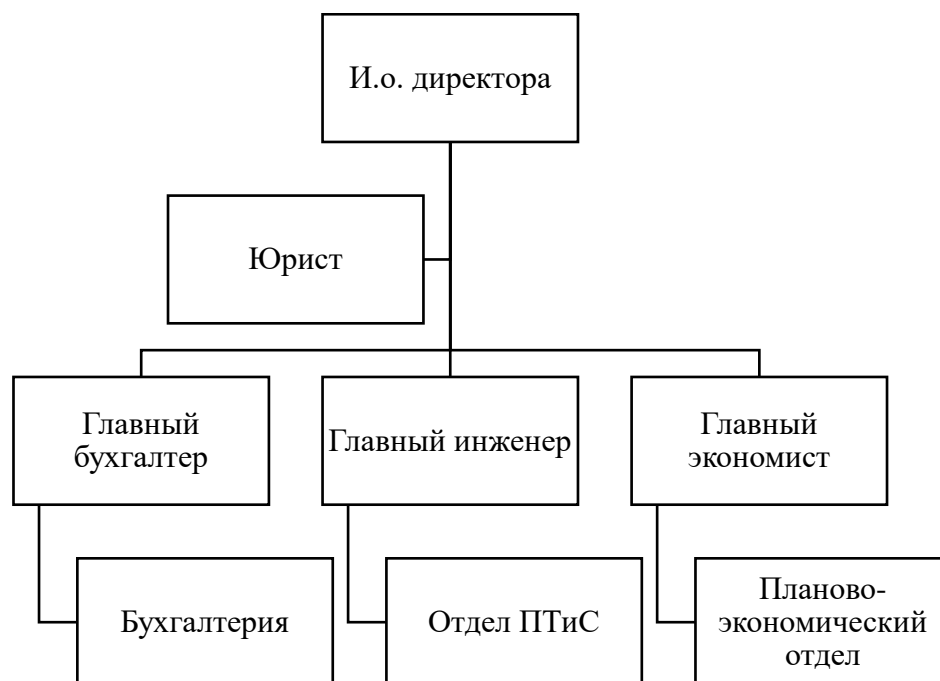 И.о. директора
Юрист
Главный
бухгалтер
Главный инженер
Главный
экономист
Бухгалтерия
Отдел ПТиС
Планово-
экономический
отдел